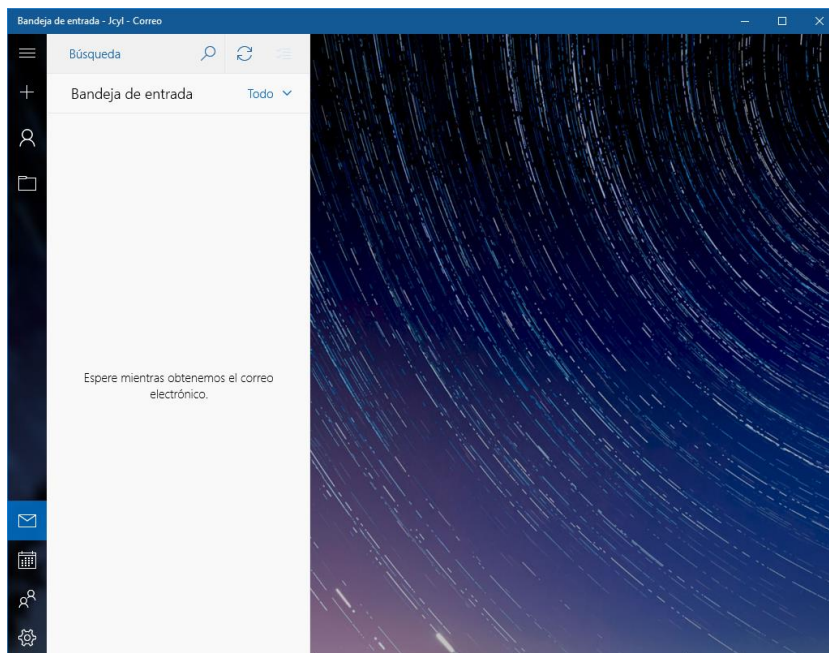 Bandeja de entrada - Jcyl - Correo
Búsqueda
Bandeja de entrada Todo
Espere mientras obtenemos el correo
electrónico.